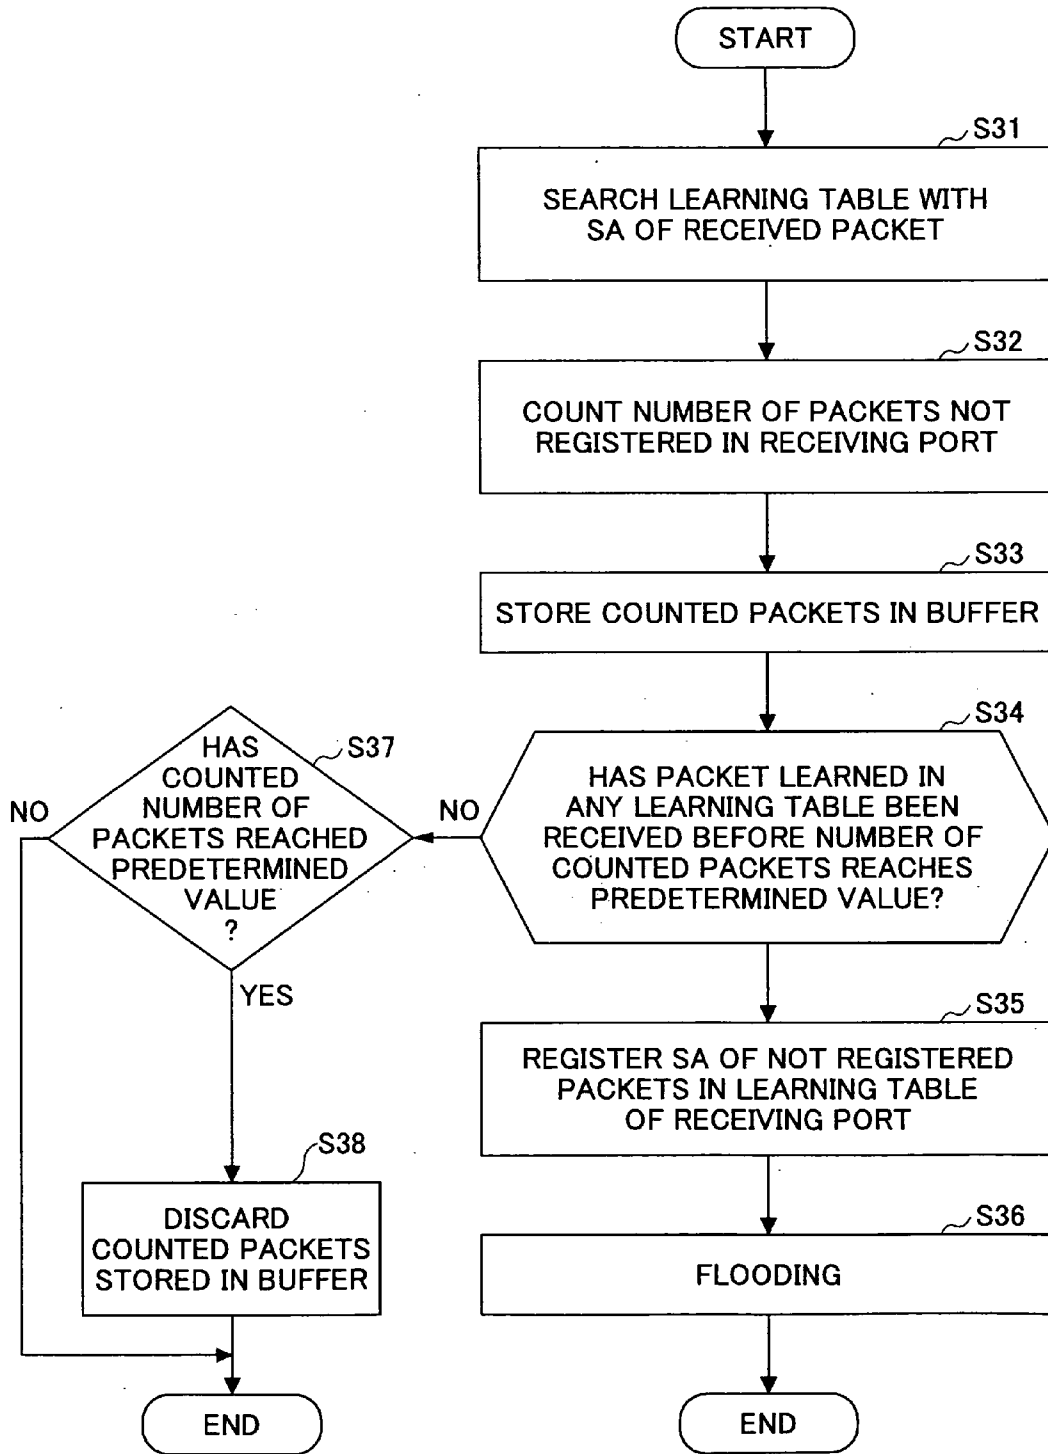 START
S31
SEARCH LEARNING TABLE WITH
SA OF RECEIVED PACKET
S32
COUNT NUMBER OF PACKETS NOT
REGISTERED IN RECEIVING PORT
S33
STORE COUNTED PACKETS IN BUFFER
S34
HAS PACKET LEARNED IN
ANY LEARNING TABLE BEEN
RECEIVED BEFORE NUMBER OF
COUNTED PACKETS REACHES
PREDETERMINED VALUE?
NO
S37
HAS
COUNTED
NUMBER OF
PACKETS REACHED
PREDETERMINED
VALUE
?
NO
YES
S35
REGISTER SA OF NOT REGISTERED
PACKETS IN LEARNING TABLE
OF RECEIVING PORT
S38
DISCARD
COUNTED PACKETS
STORED IN BUFFER
S36
FLOODING
END
END